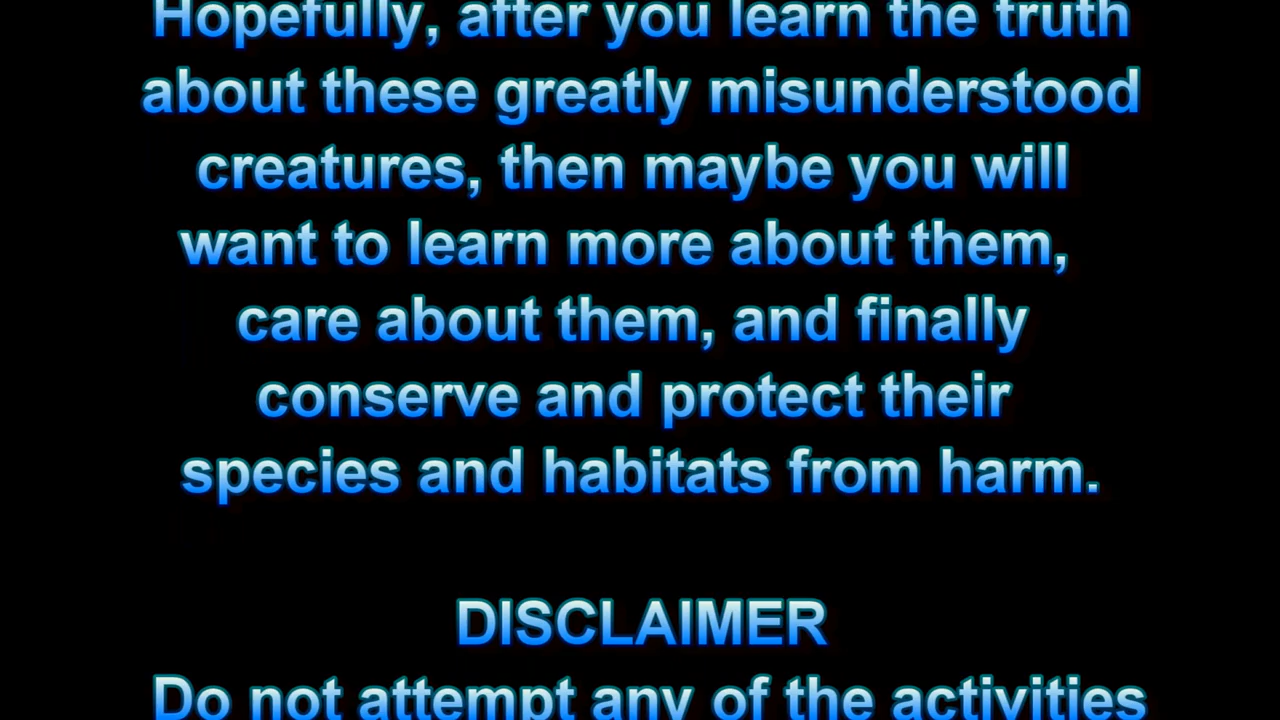 Hopefully, after you learn the truth
about these greatly misunderstood
creatures, then maybe you will
want to learn more about them,
care about them, and finally
conserve and protect their
species and habitats from harm.
DISCLAIMER
Do not attempt any of the activities